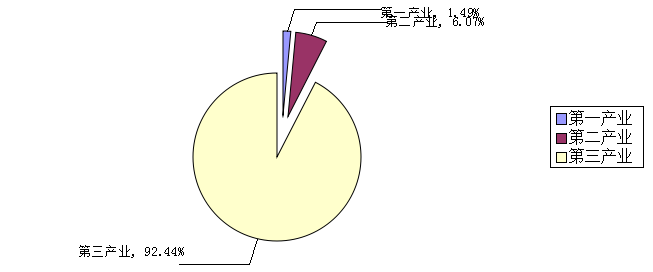 第一产业, 1.49%
第二产业, 6.07%
第一产业
第二产业
第三产业
第三产业, 92.44%